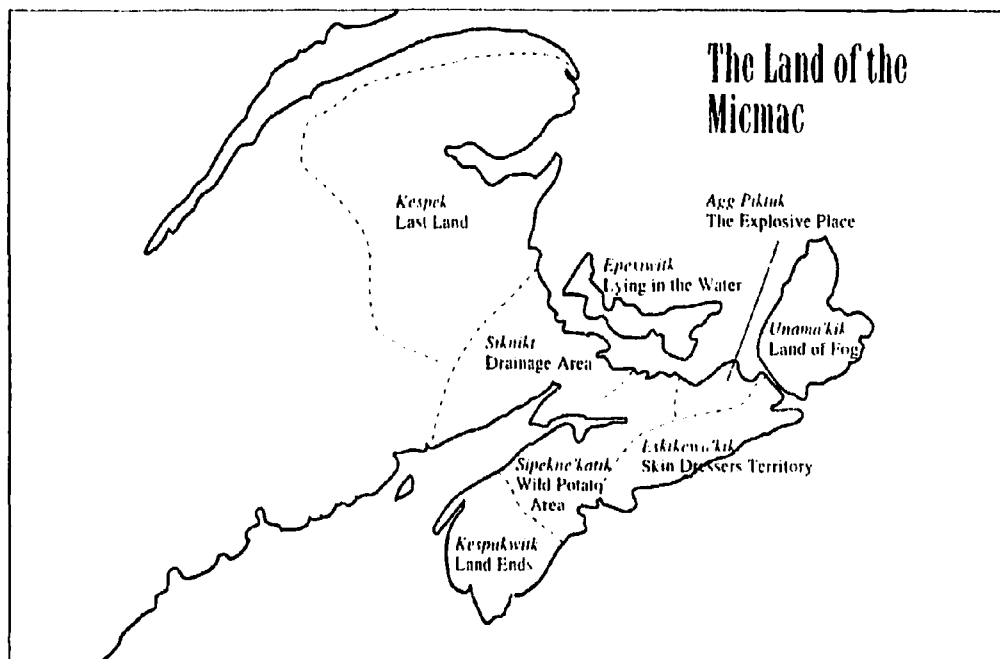 The Land of the
Micmac
Kespek
Last Land
Agg Piktuk
The Explosive Place
Epexiwitk
Lying in the Water
Unama'kik
Land of Fog
Siknikt
Drainage Area
Eskikewa'kik
Skin Dressers Territory
Sipekne'katik
Wild Potato
Area
Kespukwitk
Land Ends